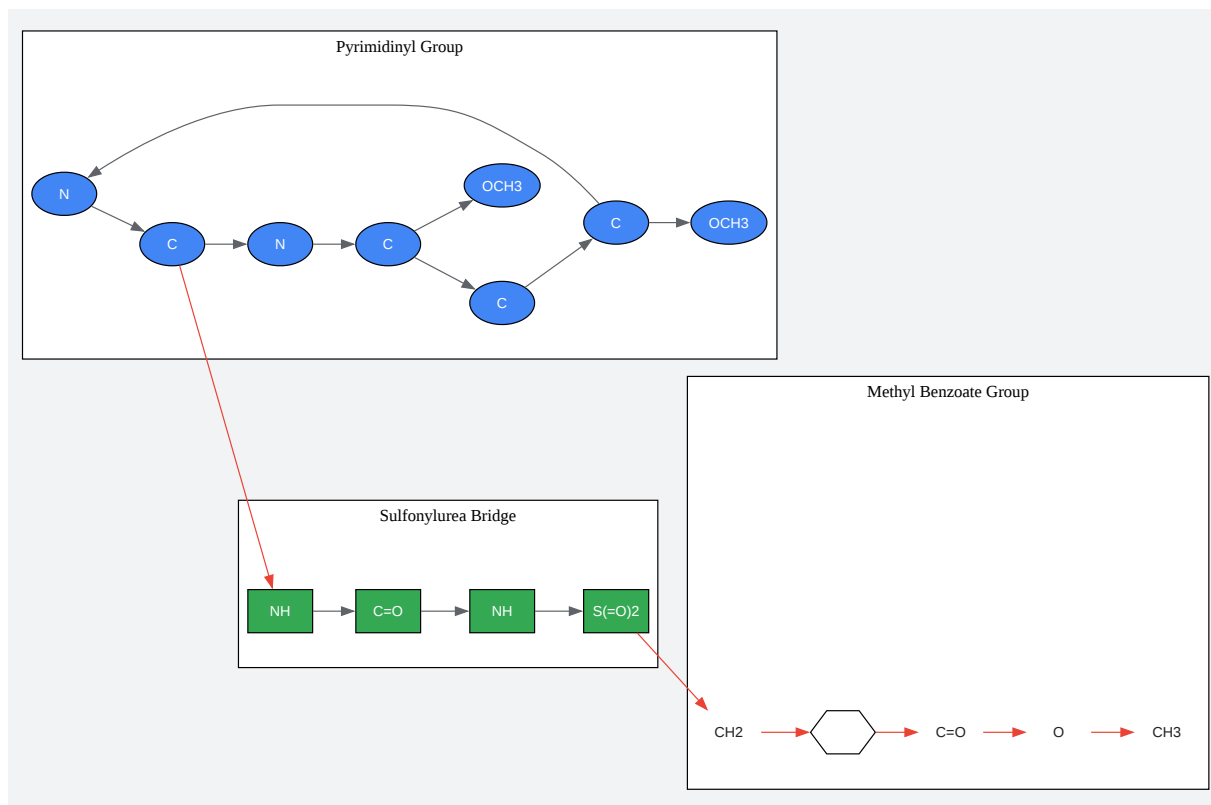 Pyrimidinyl Group
N
C
N
C
OCH3
C
C
OCH3
Sulfonylurea Bridge
NH
C=O
NH
S(=O)2
Methyl Benzoate Group
CH2
C=O
O
CH3